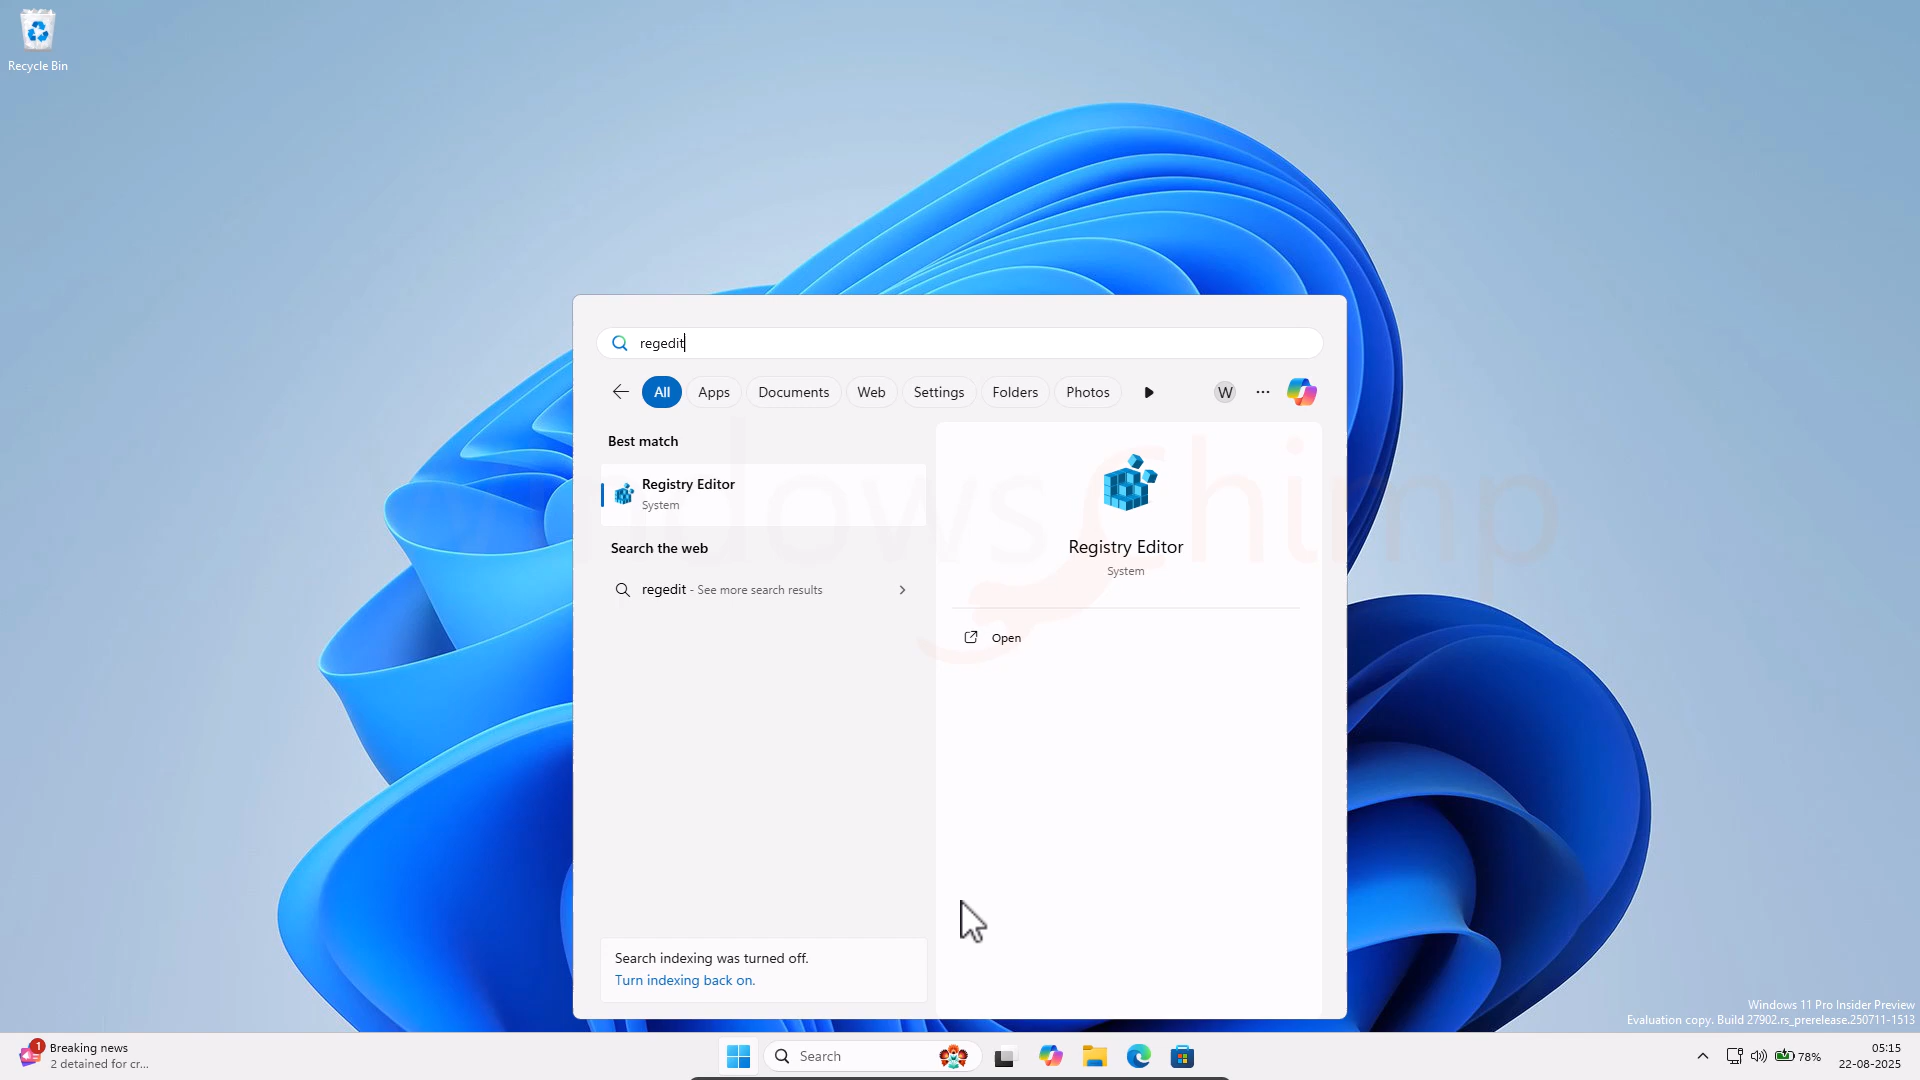 Recycle Bin
regedit
All
Apps
Documents
Web
Settings
Folders
Photos
W
Best match
Registry Editor
System
Search the web
regedit - See more search results
Registry Editor
System
Open
Search indexing was turned off.
Turn indexing back on.
Windows 11 Pro Insider Preview
Evaluation copy. Build 27902.rs_prerelease.250711-1513
1
Breaking news
2 detained for cr...
Search
78%
05:15
22-08-2025